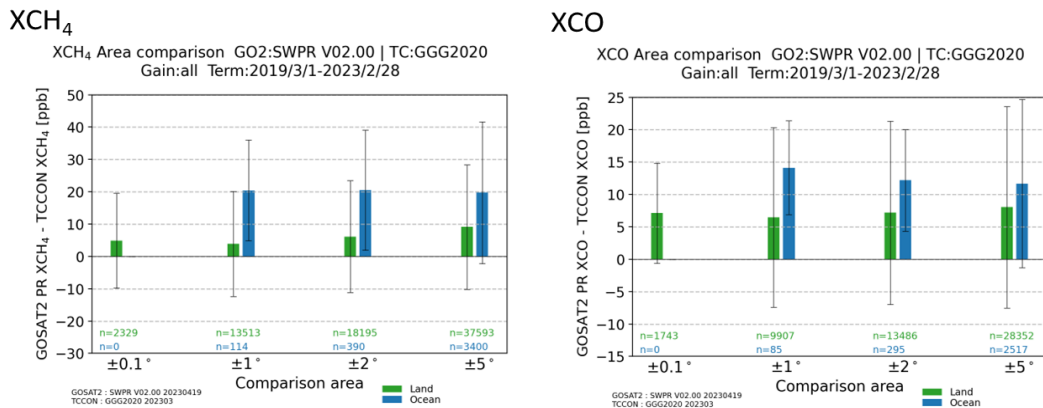 XCH₄
XCH₄ Area comparison GO2:SWPR V02.00 | TC:GGG2020
Gain:all Term:2019/3/1-2023/2/28
GOSAT2 PR XCH₄ - TCCON XCH₄ [ppb]
50
40
30
20
10
0
−10
−20
−30
n=2329 n=13513 n=18195 n=37593
n=0 n=114 n=390 n=3400
±0.1° ±1° ±2° ±5°
Comparison area
GOSAT2 : SWPR V02.00 20230419
TCCON : GGG2020 202303
Land
Ocean
XCO
XCO Area comparison GO2:SWPR V02.00 | TC:GGG2020
Gain:all Term:2019/3/1-2023/2/28
GOSAT2 PR XCO - TCCON XCO [ppb]
25
20
15
10
5
0
−5
−10
−15
n=1743 n=9907 n=13486 n=28352
n=0 n=85 n=295 n=2517
±0.1° ±1° ±2° ±5°
Comparison area
GOSAT2 : SWPR V02.00 20230419
TCCON : GGG2020 202303
Land
Ocean